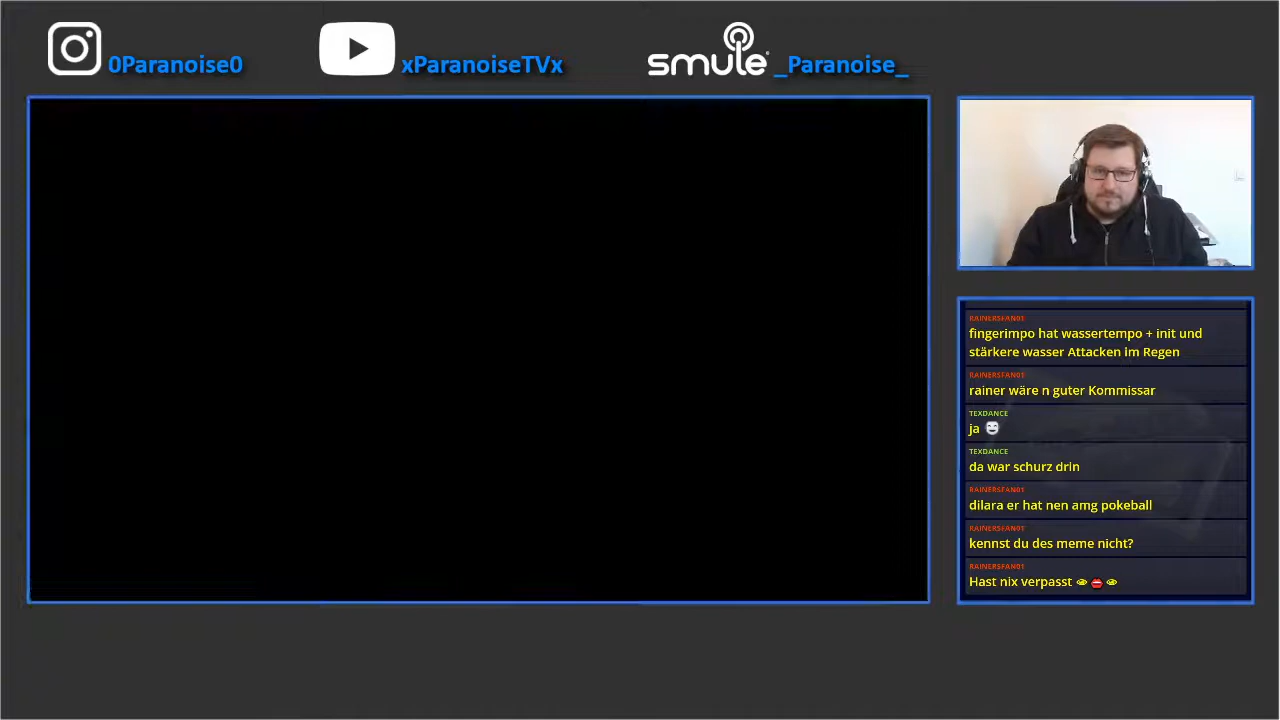 0Paranoise0
xParanoiseTVx
smule
_Paranoise_
RAINERSFAN01
fingerimpo hat wassertempo + init und
stärkere wasser Attacken im Regen
RAINERSFAN01
rainer wäre n guter Kommissar
TEXDANCE
ja
TEXDANCE
da war schurz drin
RAINERSFAN01
dilara er hat nen amg pokeball
RAINERSFAN01
kennst du des meme nicht?
RAINERSFAN01
Hast nix verpasst